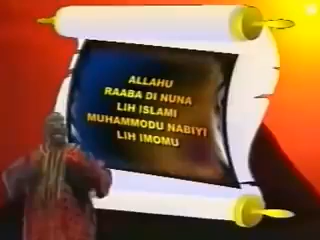 ALLAHU
RAABA DI NUNA
LIH ISLAMI
MUHAMMODU NABIYI
LIH IMOMU